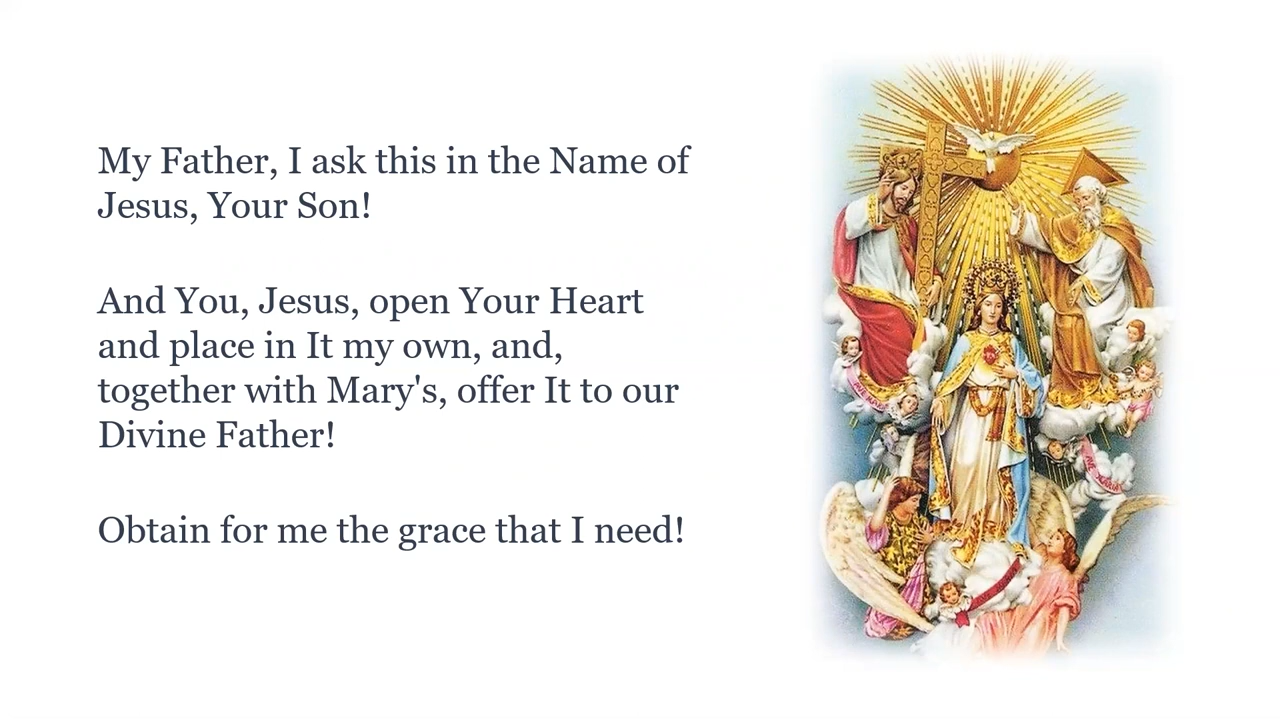 My Father, I ask this in the Name of
Jesus, Your Son!
And You, Jesus, open Your Heart
and place in It my own, and,
together with Mary's, offer It to our
Divine Father!
Obtain for me the grace that I need!